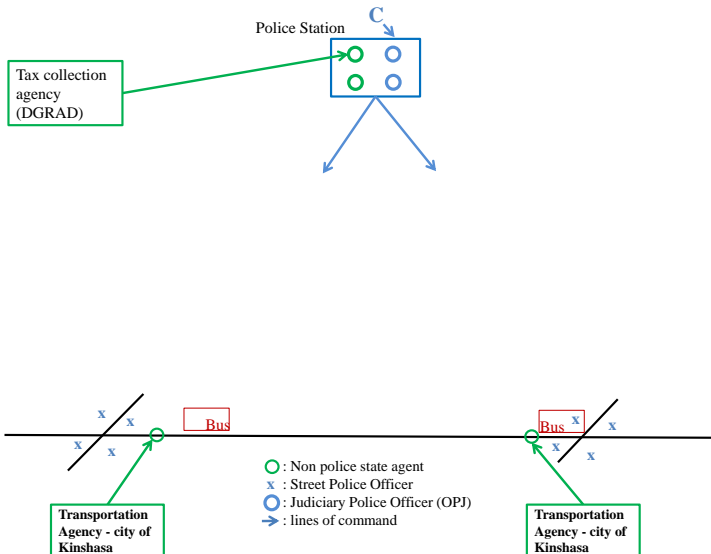 C
Police Station
Tax collection
agency
(DGRAD)
x
x
x
x
Bus
Bus
x
x
x
x
: Non police state agent
x : Street Police Officer
: Judiciary Police Officer (OPJ)
: lines of command
Transportation
Agency - city of
Kinshasa
Transportation
Agency - city of
Kinshasa